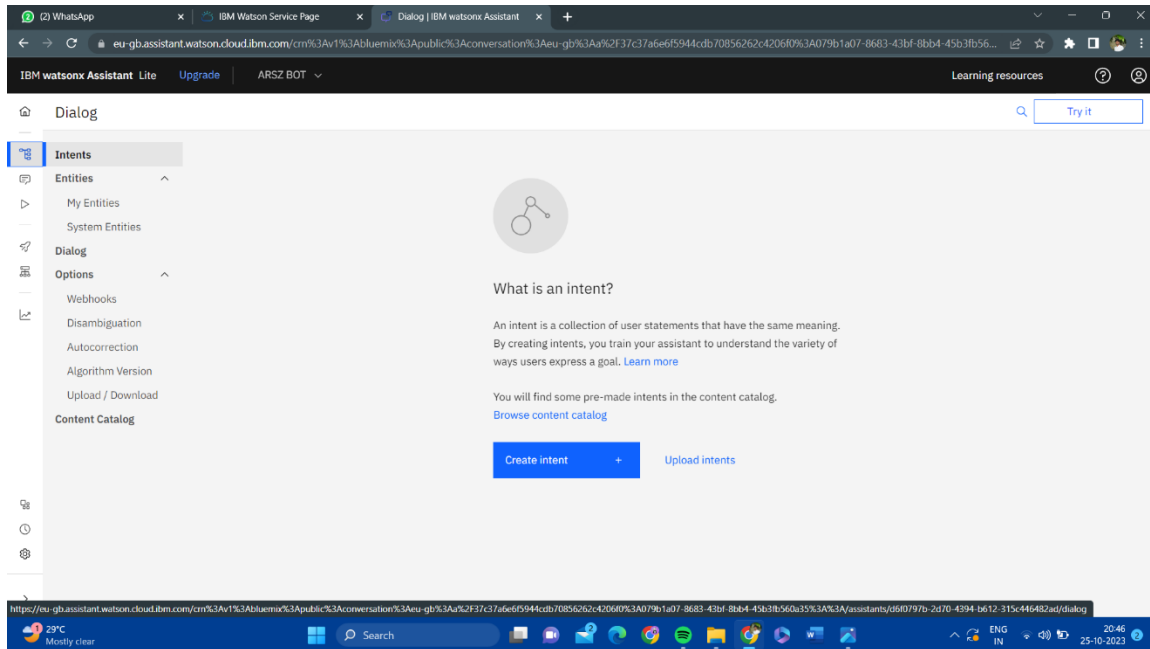 (2) WhatsApp
IBM Watson Service Page
Dialog | IBM watsonx Assistant
eu-gb.assistant.watson.cloud.ibm.com/crn%3Av1%3Abluemix%3Apublic%3Aconversation%3Aeu-gb%3Aa%2F37c37a6e6f5944cdb70856262c4206f0%3A079b1a07-8683-43bf-8bb4-45b3fb56...
IBM watsonx Assistant Lite Upgrade ARSZ BOT Learning resources
Dialog
Try it
Intents
Entities
My Entities
System Entities
Dialog
Options
Webhooks
Disambiguation
Autocorrection
Algorithm Version
Upload / Download
Content Catalog
What is an intent?
An intent is a collection of user statements that have the same meaning.
By creating intents, you train your assistant to understand the variety of
ways users express a goal. Learn more
You will find some pre-made intents in the content catalog.
Browse content catalog
Create intent +
Upload intents
https://eu-gb.assistant.watson.cloud.ibm.com/crn%3Av1%3Abluemix%3Apublic%3Aconversation%3Aeu-gb%3Aa%2F37c37a6e6f5944cdb70856262c4206f0%3A079b1a07-8683-43bf-8bb4-45b3fb560a35%3A%3A/assistants/d6f0797b-2d70-4394-b612-315c446482ad/dialog
29°C
Mostly clear
Search
ENG
IN
20:46
25-10-2023